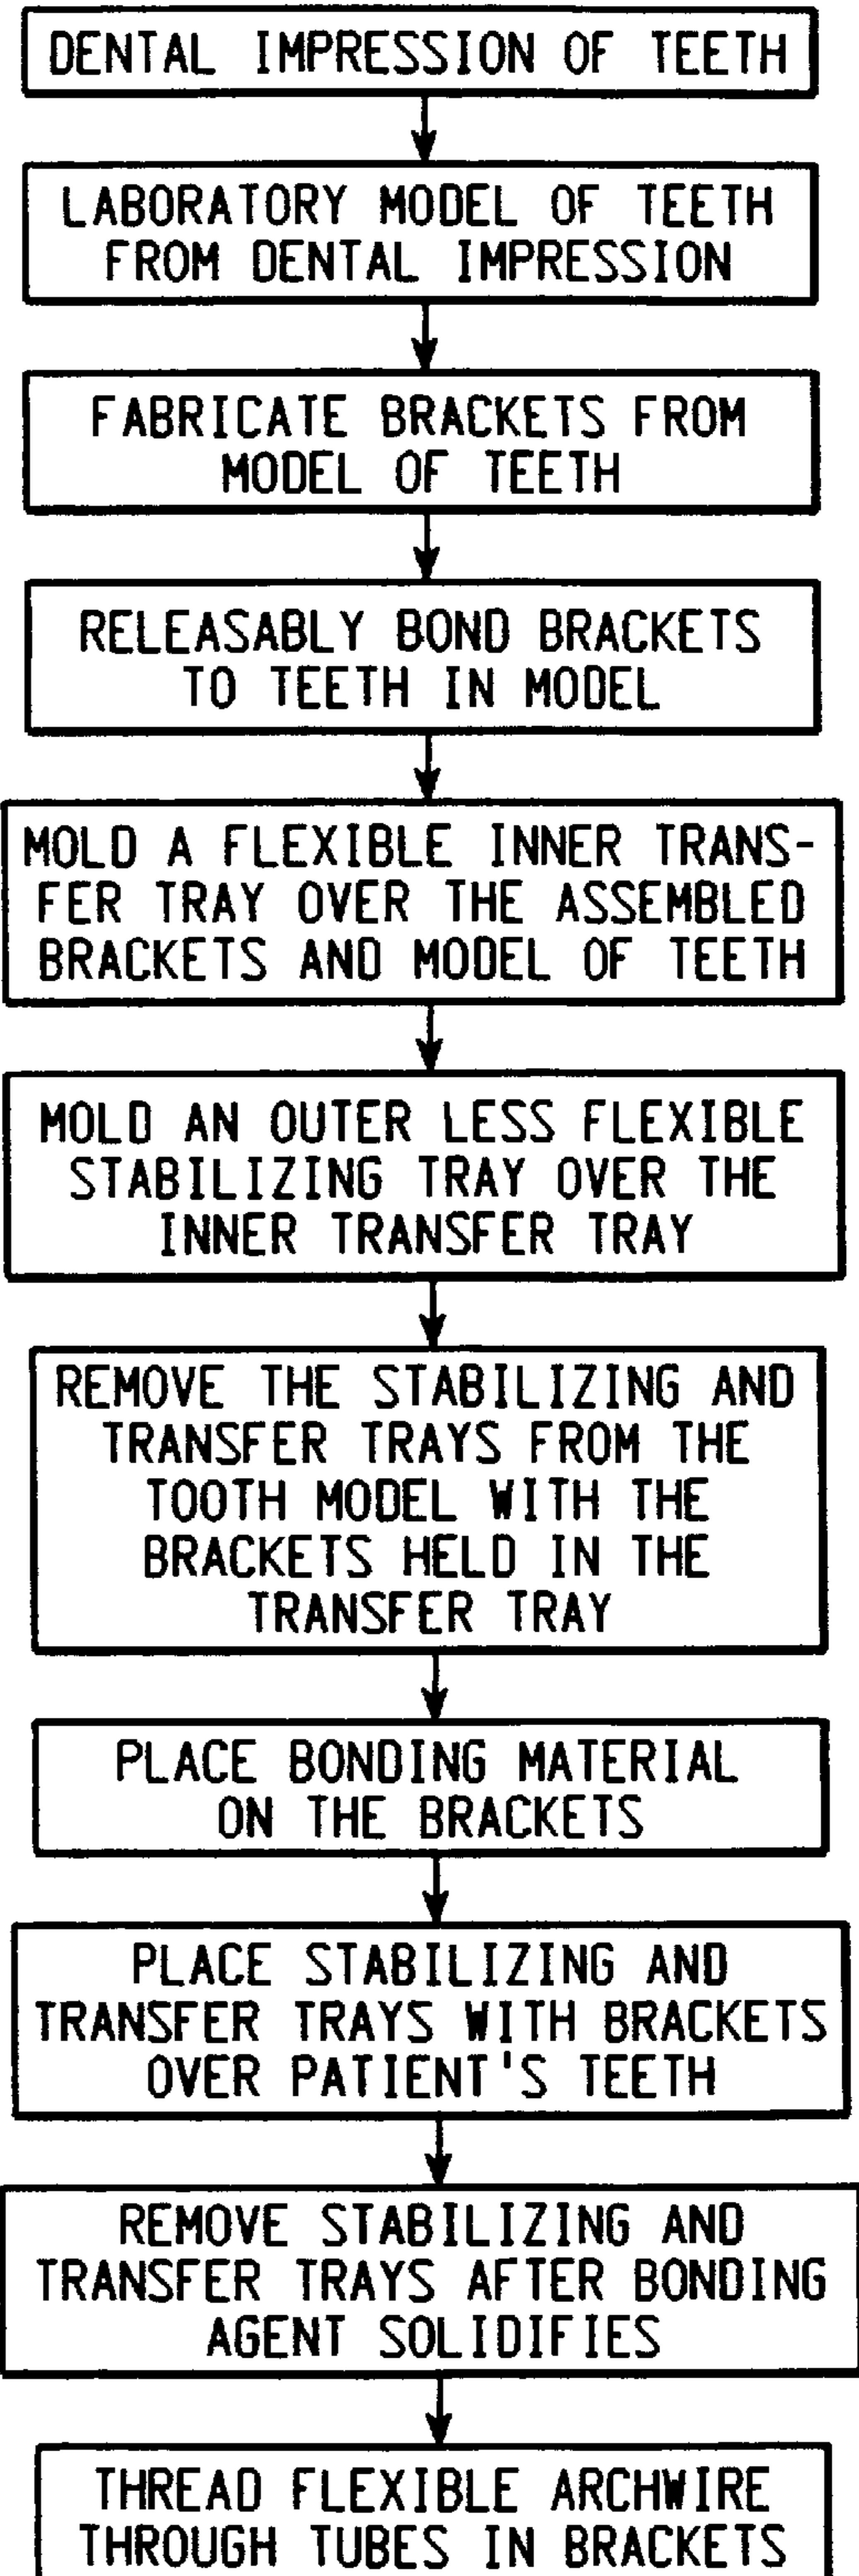 DENTAL IMPRESSION OF TEETH
LABORATORY MODEL OF TEETH
FROM DENTAL IMPRESSION
FABRICATE BRACKETS FROM
MODEL OF TEETH
RELEASABLY BOND BRACKETS
TO TEETH IN MODEL
MOLD A FLEXIBLE INNER TRANS-
FER TRAY OVER THE ASSEMBLED
BRACKETS AND MODEL OF TEETH
MOLD AN OUTER LESS FLEXIBLE
STABILIZING TRAY OVER THE
INNER TRANSFER TRAY
REMOVE THE STABILIZING AND
TRANSFER TRAYS FROM THE
TOOTH MODEL WITH THE
BRACKETS HELD IN THE
TRANSFER TRAY
PLACE BONDING MATERIAL
ON THE BRACKETS
PLACE STABILIZING AND
TRANSFER TRAYS WITH BRACKETS
OVER PATIENT'S TEETH
REMOVE STABILIZING AND
TRANSFER TRAYS AFTER BONDING
AGENT SOLIDIFIES
THREAD FLEXIBLE ARCHWIRE
THROUGH TUBES IN BRACKETS